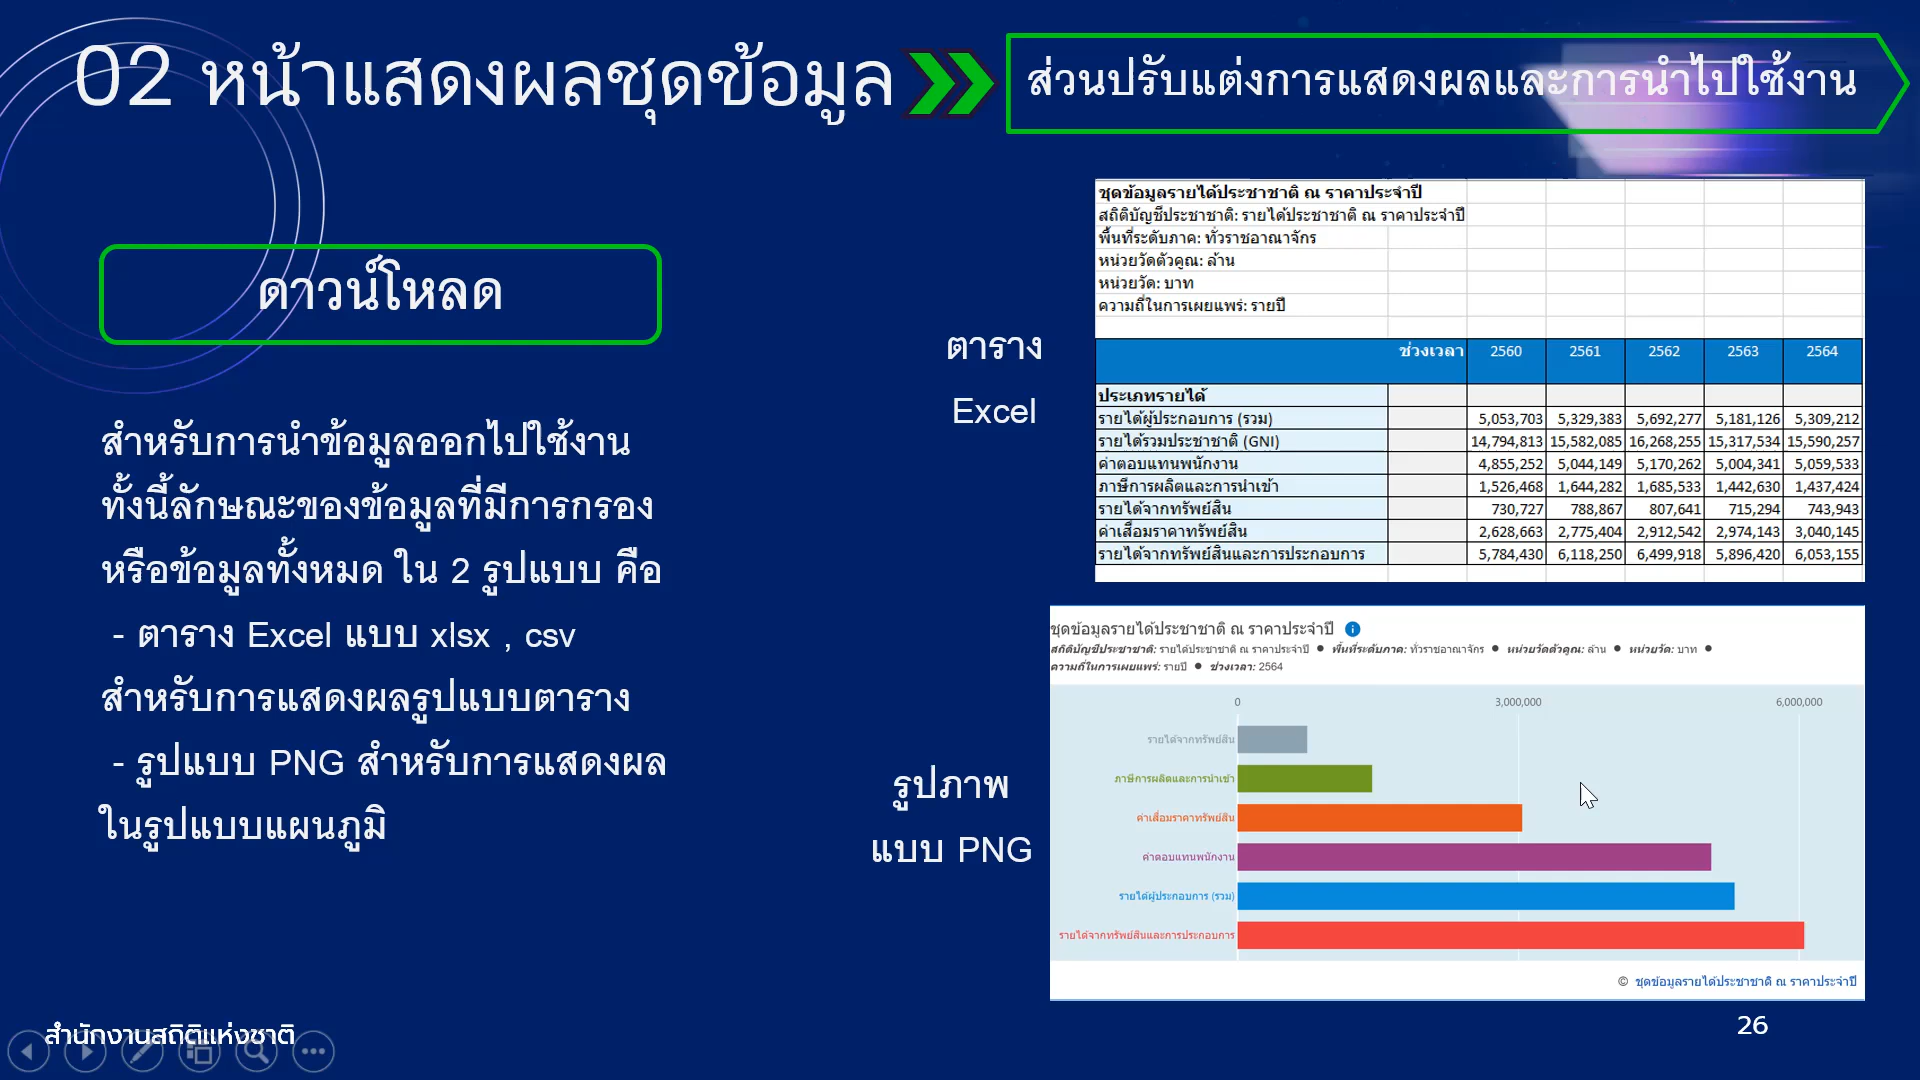 02 หน้าแสดงผลชุดข้อมูล
ส่วนปรับแต่งการแสดงผลและการนำไปใช้งาน
ดาวน์โหลด
สำหรับการนำข้อมูลออกไปใช้งาน
ทั้งนี้ลักษณะของข้อมูลที่มีการกรอง
หรือข้อมูลทั้งหมด ใน 2 รูปแบบ คือ
- ตาราง Excel แบบ xlsx , csv
สำหรับการแสดงผลรูปแบบตาราง
- รูปแบบ PNG สำหรับการแสดงผล
ในรูปแบบแผนภูมิ
ตาราง
Excel
ชุดข้อมูลรายได้ประชาชาติ ณ ราคาประจำปี
สถิติบัญชีประชาชาติ: รายได้ประชาชาติ ณ ราคาประจำปี
พื้นที่ระดับภาค: ทั่วราชอาณาจักร
หน่วยวัดตัวคูณ: ล้าน
หน่วยวัด: บาท
ความถี่ในการเผยแพร่: รายปี
ช่วงเวลา 2560 2561 2562 2563 2564
ประเภทรายได้
รายได้ผู้ประกอบการ (รวม) 5,053,703 5,329,383 5,692,277 5,181,126 5,309,212
รายได้รวมประชาชาติ (GNI) 14,794,813 15,582,085 16,268,255 15,317,534 15,590,257
ค่าตอบแทนพนักงาน 4,855,252 5,044,149 5,170,262 5,004,341 5,059,533
ภาษีการผลิตและการนำเข้า 1,526,468 1,644,282 1,685,533 1,442,630 1,437,424
รายได้จากทรัพย์สิน 730,727 788,867 807,641 715,294 743,943
ค่าเสื่อมราคาทรัพย์สิน 2,628,663 2,775,404 2,912,542 2,974,143 3,040,145
รายได้จากทรัพย์สินและการประกอบการ 5,784,430 6,118,250 6,499,918 5,896,420 6,053,155
รูปภาพ
แบบ PNG
ชุดข้อมูลรายได้ประชาชาติ ณ ราคาประจำปี
สถิติบัญชีประชาชาติ: รายได้ประชาชาติ ณ ราคาประจำปี ● พื้นที่ระดับภาค: ทั่วราชอาณาจักร ● หน่วยวัดตัวคูณ: ล้าน ● หน่วยวัด: บาท ●
ความถี่ในการเผยแพร่: รายปี ● ช่วงเวลา: 2564
0 3,000,000 6,000,000
รายได้จากทรัพย์สิน
ภาษีการผลิตและการนำเข้า
ค่าเสื่อมราคาทรัพย์สิน
ค่าตอบแทนพนักงาน
รายได้ผู้ประกอบการ (รวม)
รายได้จากทรัพย์สินและการประกอบการ
© ชุดข้อมูลรายได้ประชาชาติ ณ ราคาประจำปี
สำนักงานสถิติแห่งชาติ
26